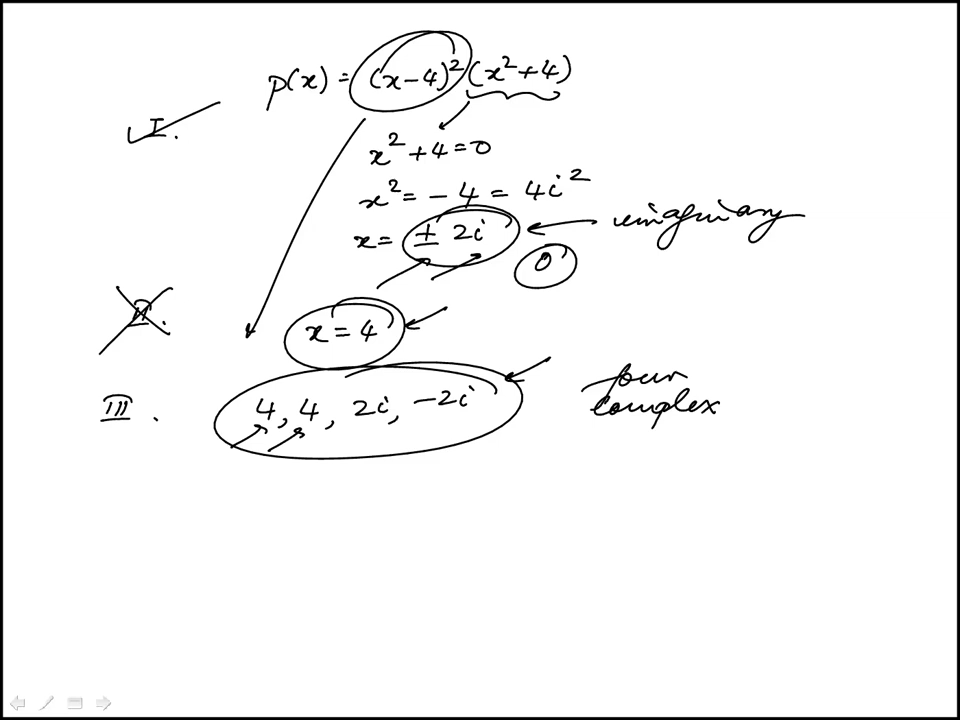 p(x) = (x−4)² (x²+4)
I.
x²+4=0
x² = −4 = 4i²
x = ± 2i imaginary
0
II.
x = 4
four
III. 4, 4, 2i, −2i complex